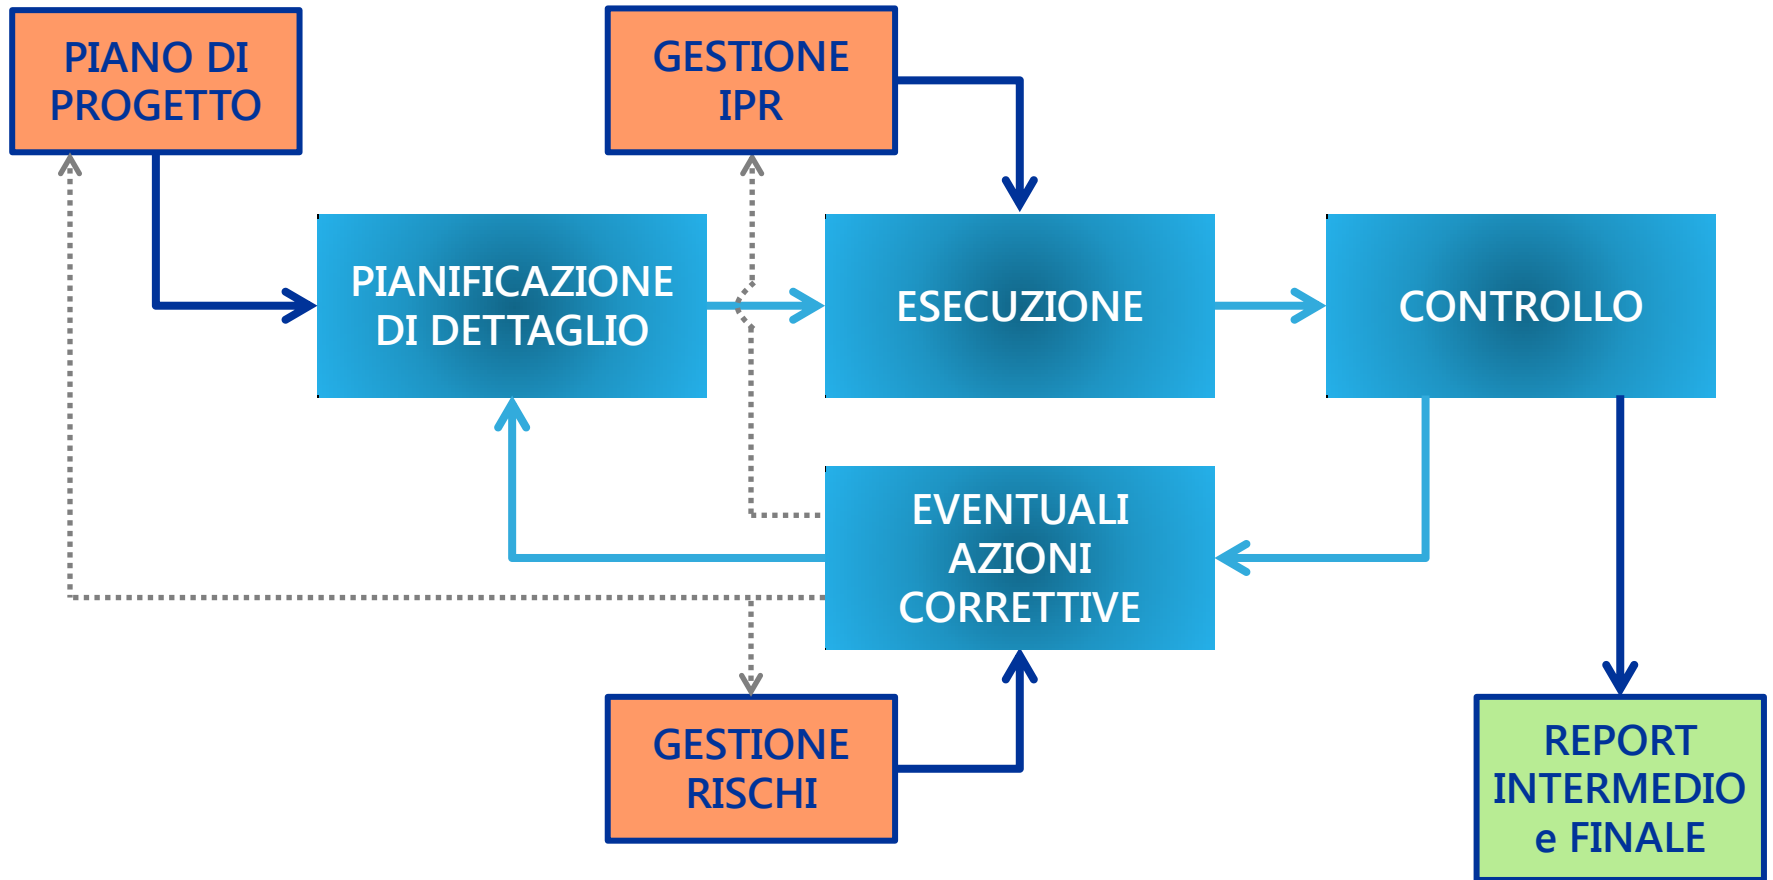 PIANO DI
PROGETTO
GESTIONE
IPR
PIANIFICAZIONE
DI DETTAGLIO
ESECUZIONE
CONTROLLO
EVENTUALI
AZIONI
CORRETTIVE
GESTIONE
RISCHI
REPORT
INTERMEDIO
e FINALE